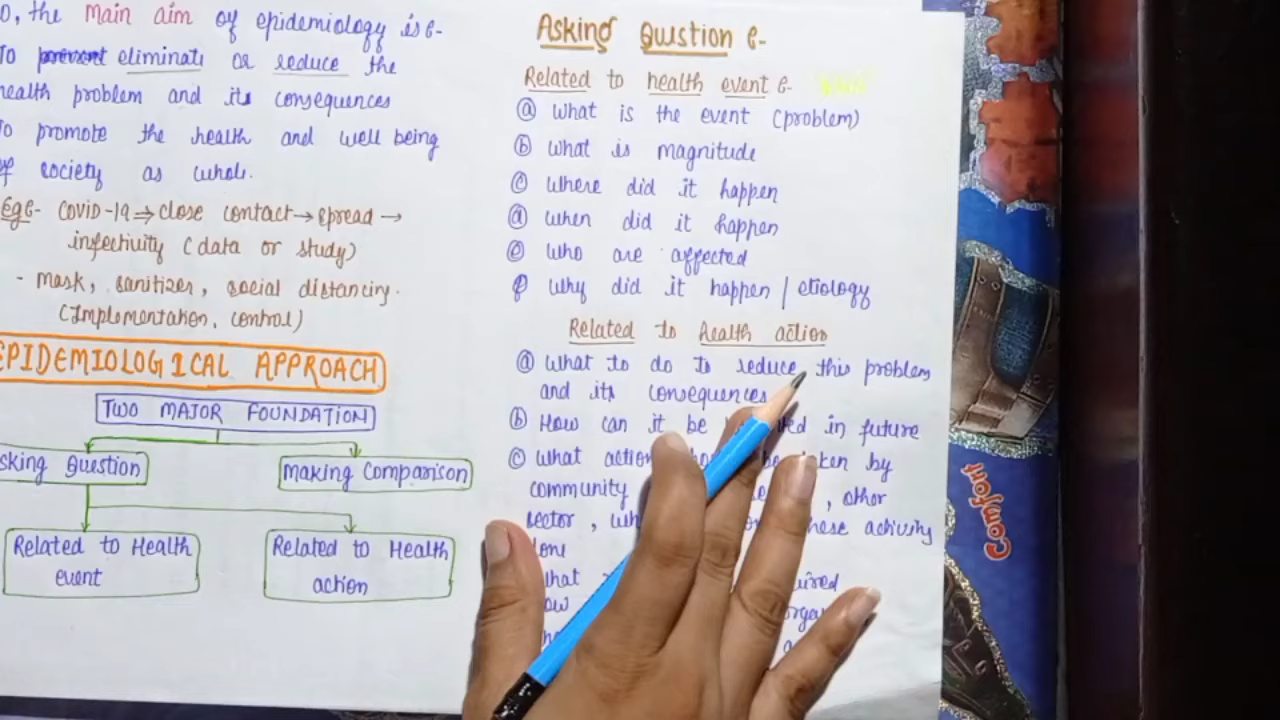 o, the main aim of epidemiology is :-
To prevent eliminate or reduce the
health problem and its consequences
To promote the health and well being
of society as whole.
Eg:- COVID-19 ⇒ close contact → spread →
infectivity (data or study)
- mask, sanitizer, social distancing.
(Implementation, control)
EPIDEMIOLOGICAL APPROACH
TWO MAJOR FOUNDATION
sking Question
making Comparison
Related to Health
event
Related to Health
action
Asking Qustion :-
Related to health event :-
(a) What is the event (problem)
(b) What is magnitude
(c) Where did it happen
(d) when did it happen
(e) Who are affected
(f) Why did it happen / etiology
Related to health action
(a) What to do to reduce this problem
and its consequences
(b) How can it be in future
(c) What action be taken by
community , other
sector , these activity
done